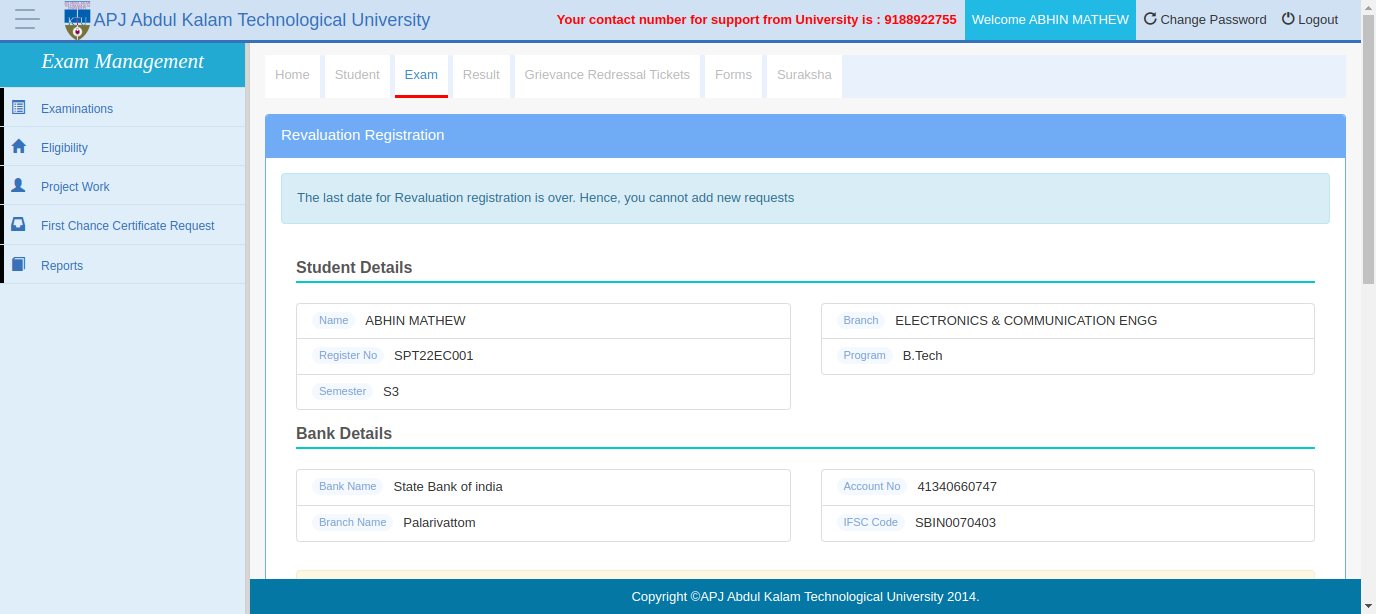 APJ Abdul Kalam Technological University
Your contact number for support from University is : 9188922755
Welcome ABHIN MATHEW
Change Password
Logout
Exam Management
Examinations
Eligibility
Project Work
First Chance Certificate Request
Reports
Home
Student
Exam
Result
Grievance Redressal Tickets
Forms
Suraksha
Revaluation Registration
The last date for Revaluation registration is over. Hence, you cannot add new requests
Student Details
Name ABHIN MATHEW
Register No SPT22EC001
Semester S3
Branch ELECTRONICS & COMMUNICATION ENGG
Program B.Tech
Bank Details
Bank Name State Bank of india
Branch Name Palarivattom
Account No 41340660747
IFSC Code SBIN0070403
Copyright ©APJ Abdul Kalam Technological University 2014.